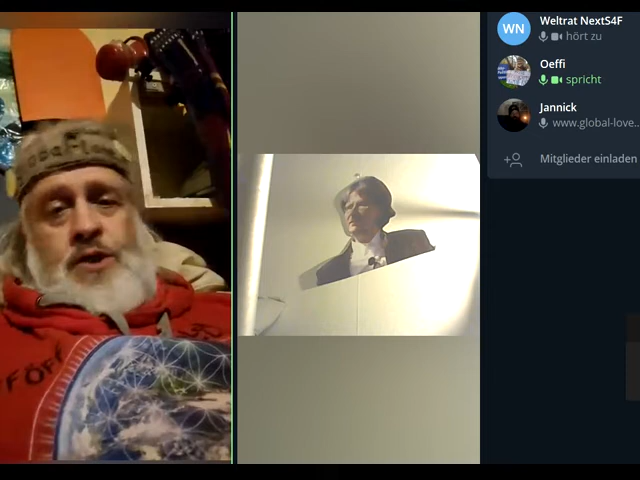 WN
Weltrat NextS4F
hört zu
Oeffi
spricht
Jannick
www.global-love...
Mitglieder einladen